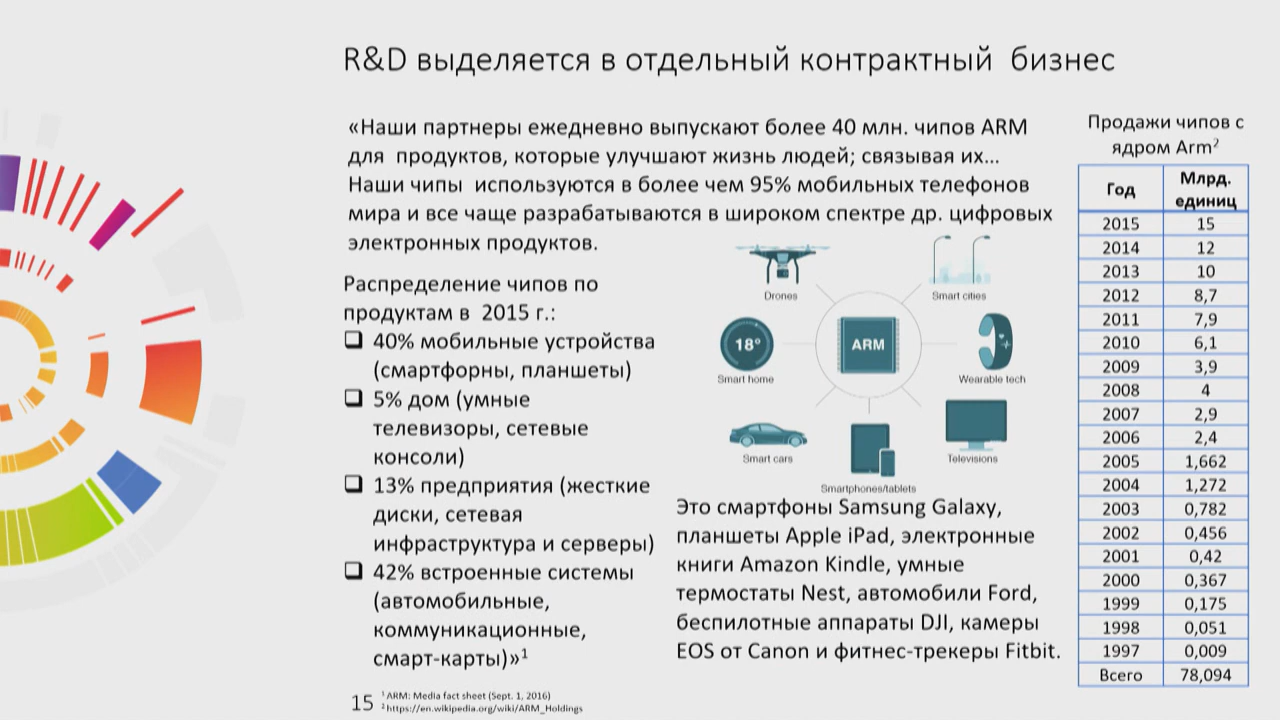 R&D выделяется в отдельный контрактный бизнес
«Наши партнеры ежедневно выпускают более 40 млн. чипов ARM
для продуктов, которые улучшают жизнь людей; связывая их...
Наши чипы используются в более чем 95% мобильных телефонов
мира и все чаще разрабатываются в широком спектре др. цифровых
электронных продуктов.
Распределение чипов по
продуктам в 2015 г.:
❑ 40% мобильные устройства
(смартфорны, планшеты)
❑ 5% дом (умные
телевизоры, сетевые
консоли)
❑ 13% предприятия (жесткие
диски, сетевая
инфраструктура и серверы)
❑ 42% встроенные системы
(автомобильные,
коммуникационные,
смарт-карты)»¹
Drones
Smart cities
18°
ARM
Smart home
Wearable tech
Smart cars
Televisions
Smartphones/tablets
Это смартфоны Samsung Galaxy,
планшеты Apple iPad, электронные
книги Amazon Kindle, умные
термостаты Nest, автомобили Ford,
беспилотные аппараты DJI, камеры
EOS от Canon и фитнес-трекеры Fitbit.
Продажи чипов с
ядром Arm²
Год Млрд. единиц
2015 15
2014 12
2013 10
2012 8,7
2011 7,9
2010 6,1
2009 3,9
2008 4
2007 2,9
2006 2,4
2005 1,662
2004 1,272
2003 0,782
2002 0,456
2001 0,42
2000 0,367
1999 0,175
1998 0,051
1997 0,009
Всего 78,094
15
¹ ARM: Media fact sheet (Sept. 1, 2016)
² https://en.wikipedia.org/wiki/ARM_Holdings